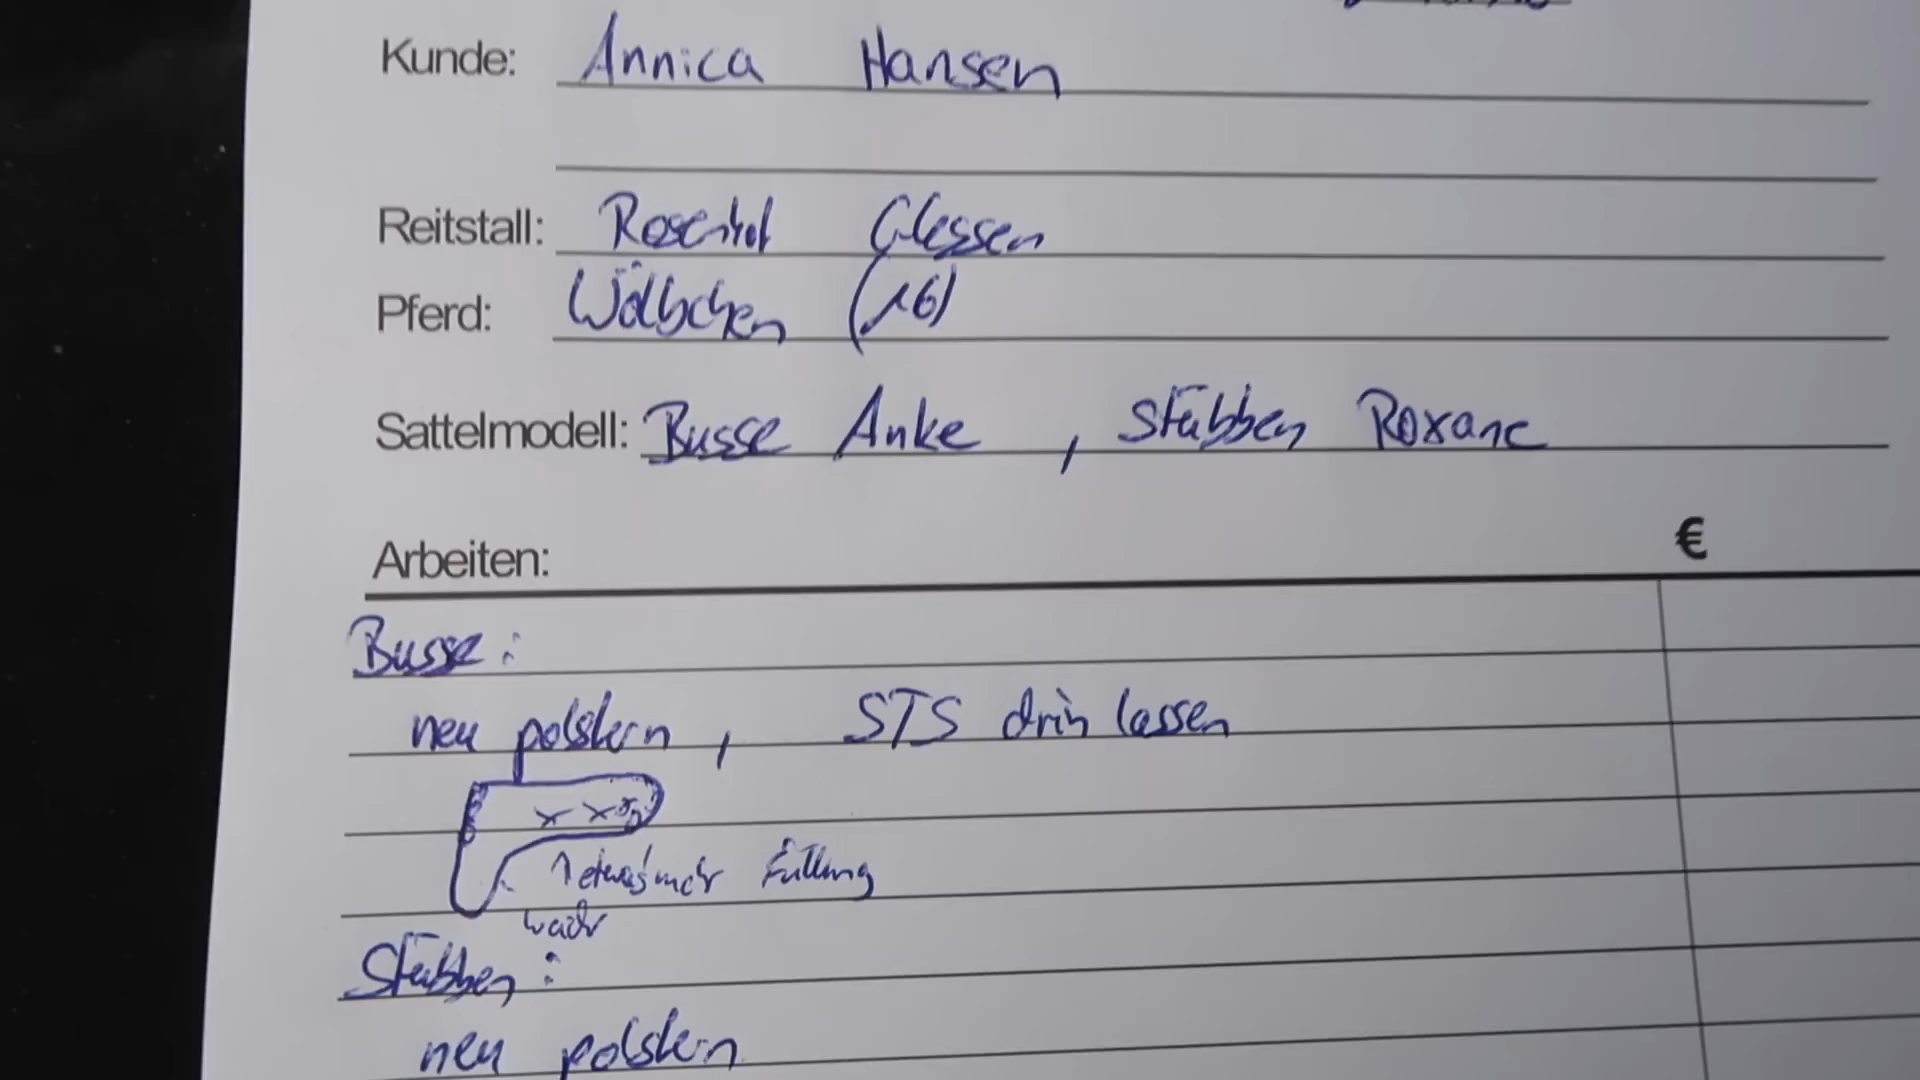 Kunde: Annica Hansen
Reitstall: Rosenhof Glessen
Pferd: Wölbchen (16)
Sattelmodell: Busse Anke , Stübben Roxane
Arbeiten: €
Busse :
neu polstern , STS drin lassen
x x x
↑ etwas mehr Füllung
Stübben :
neu polstern